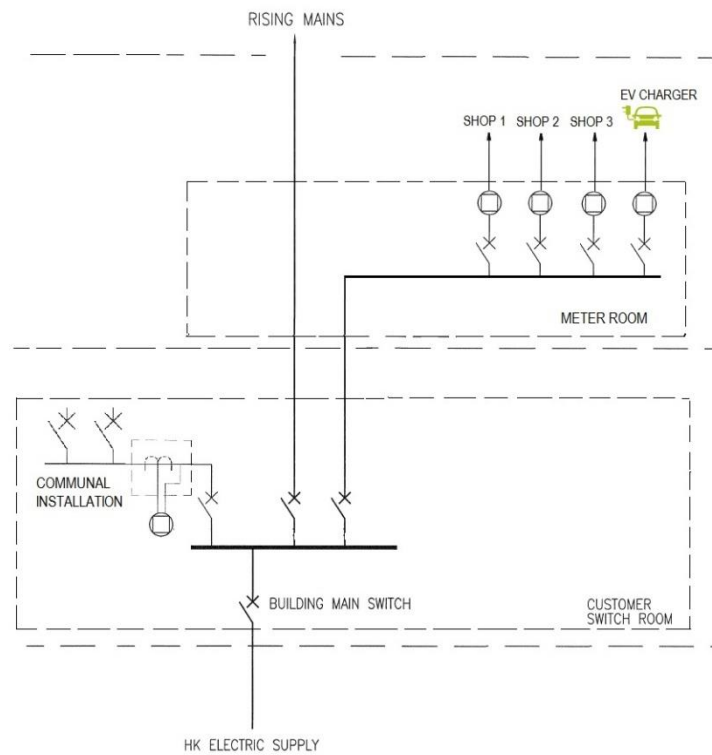 RISING MAINS
EV CHARGER
SHOP 1 SHOP 2 SHOP 3
METER ROOM
COMMUNAL
INSTALLATION
BUILDING MAIN SWITCH
CUSTOMER
SWITCH ROOM
HK ELECTRIC SUPPLY